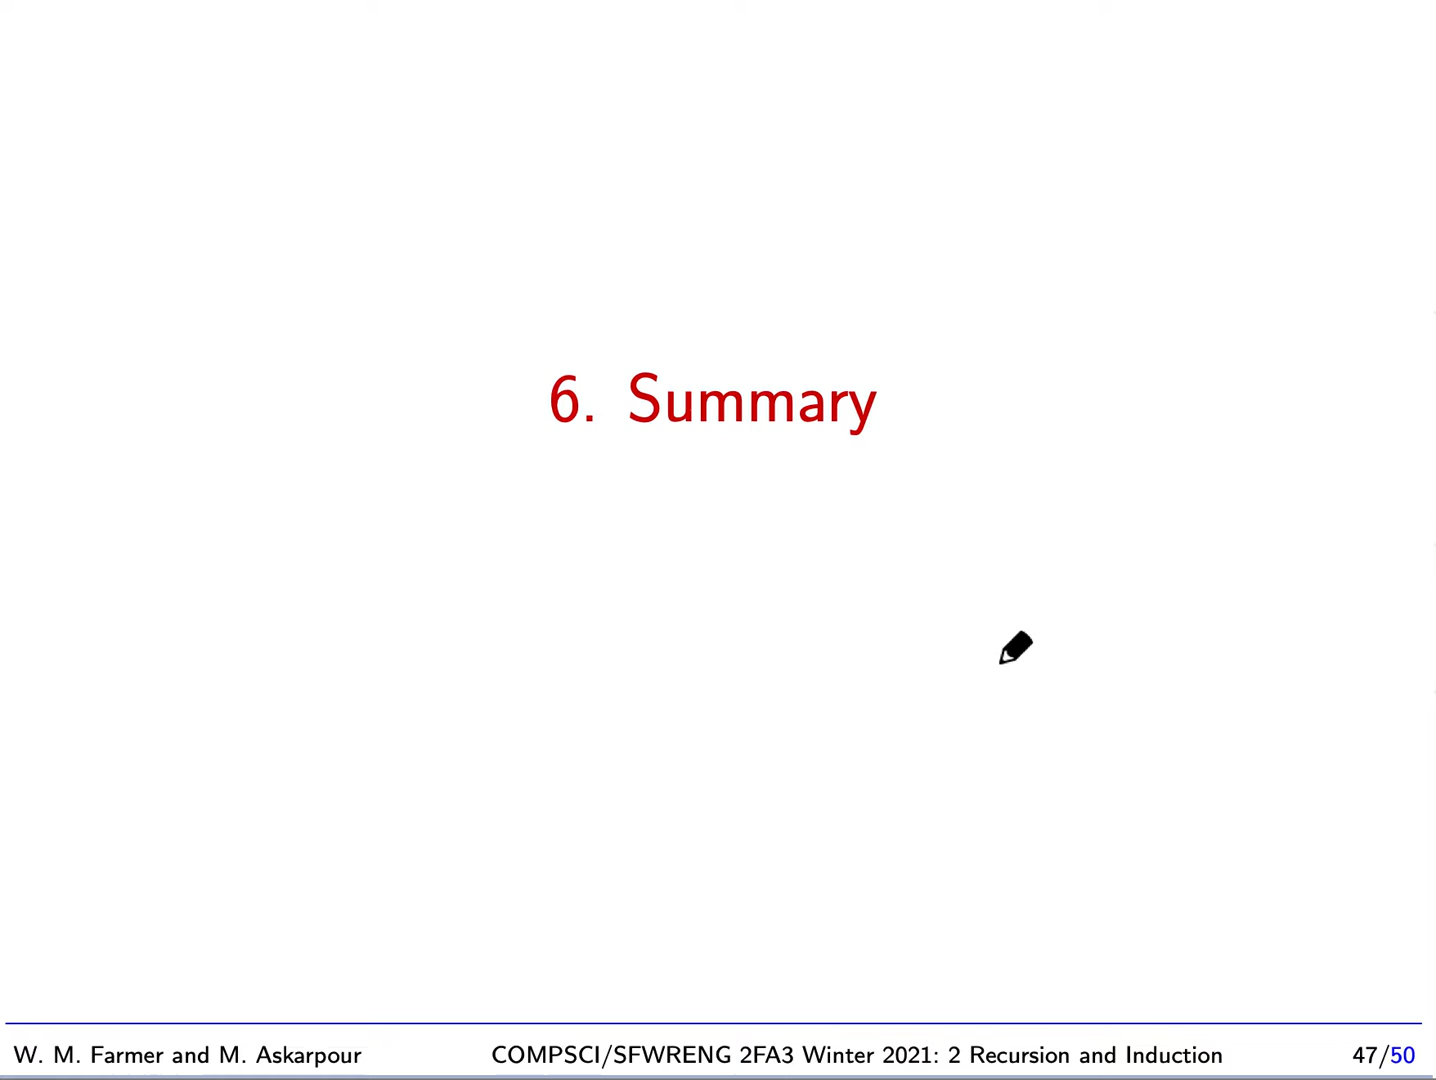 6. Summary
W. M. Farmer and M. Askarpour COMPSCI/SFWRENG 2FA3 Winter 2021: 2 Recursion and Induction 47/50